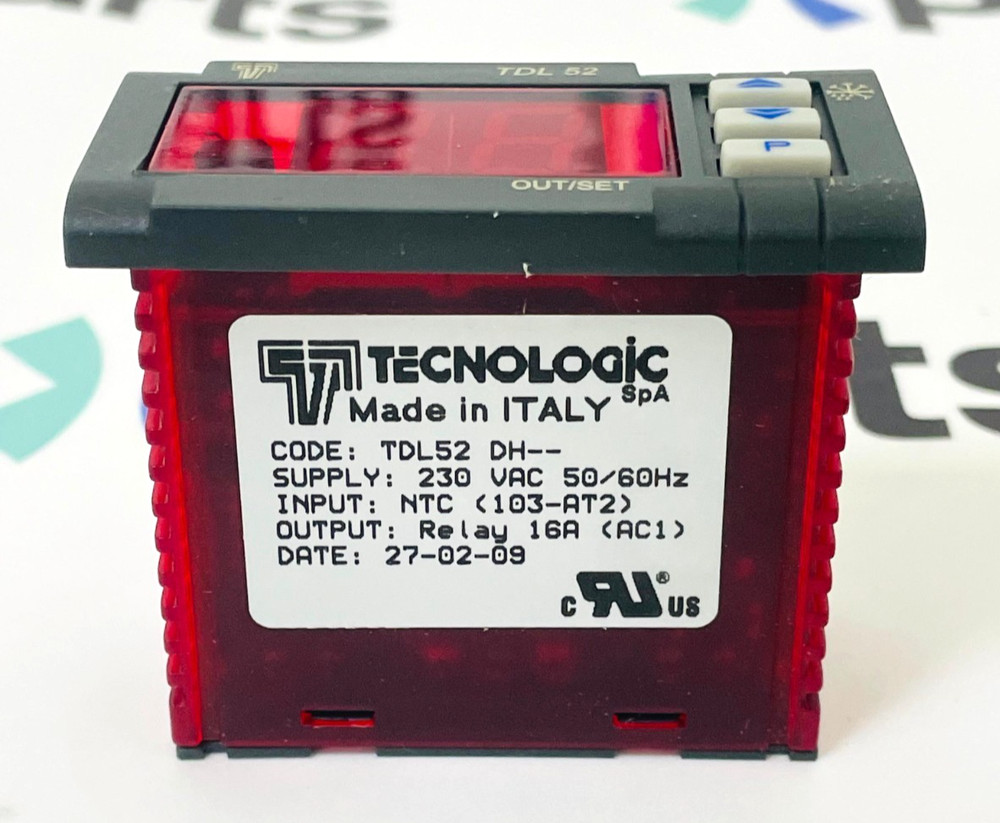 TDL 52
P
OUT/SET
TECNOLOGIC
SpA
Made in ITALY
CODE: TDL52 DH--
SUPPLY: 230 VAC 50/60Hz
INPUT: NTC (103-AT2)
OUTPUT: Relay 16A (AC1)
DATE: 27-02-09
C RU® US